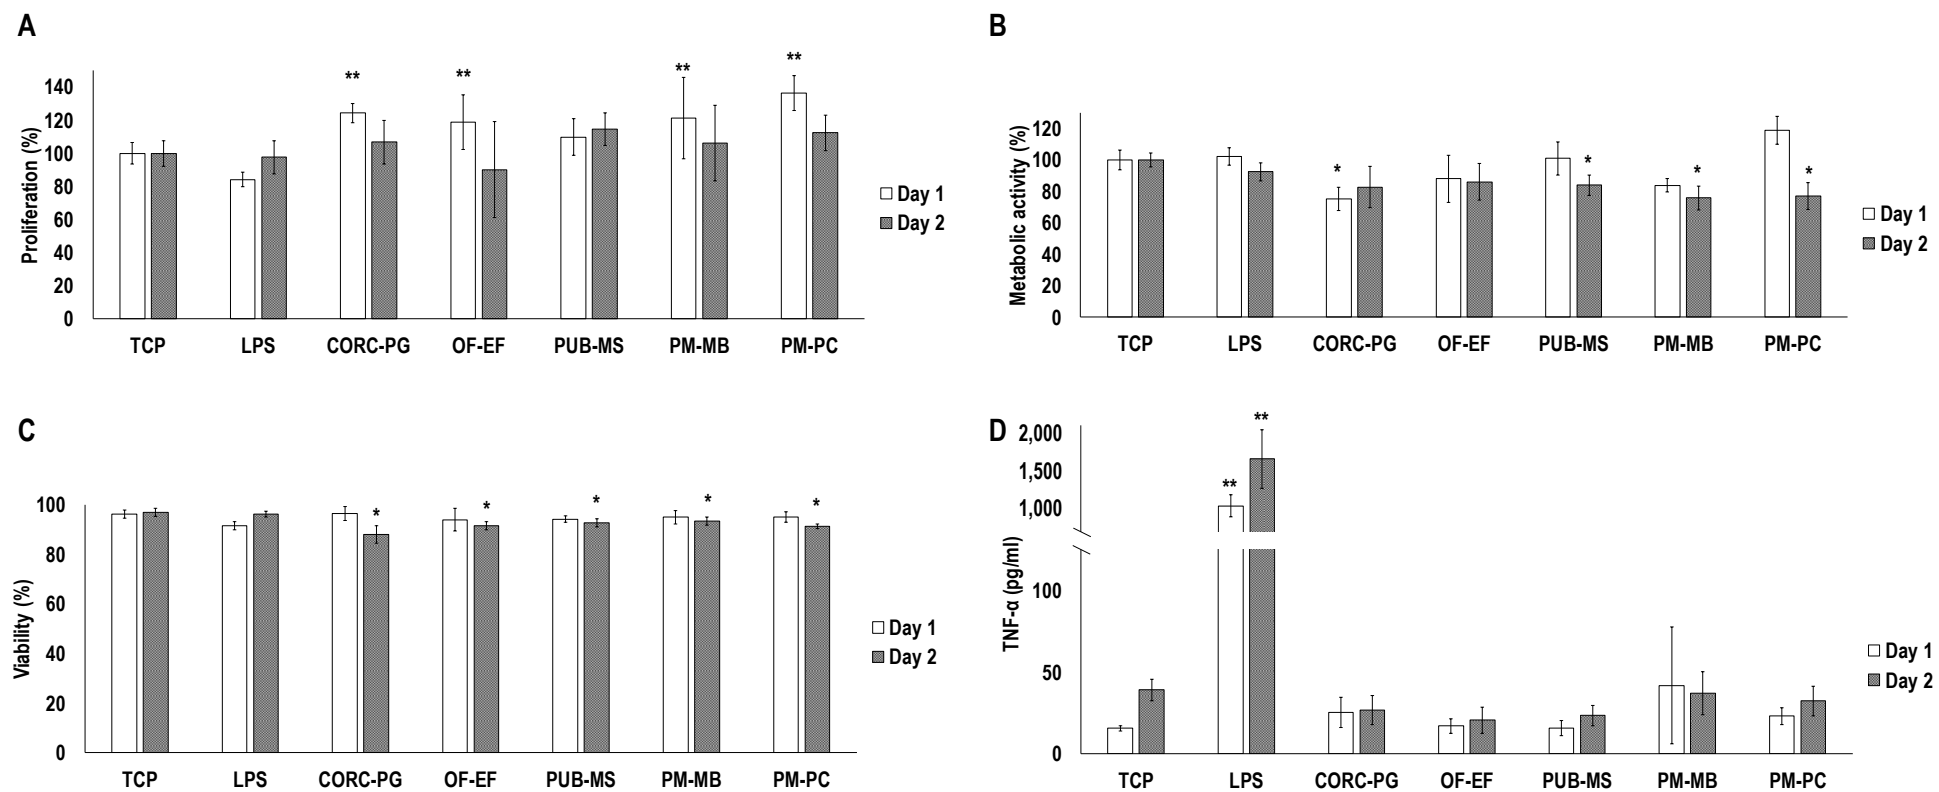 A
Proliferation (%)
140
120
100
80
60
40
20
0
** ** ** **
TCP LPS CORC-PG OF-EF PUB-MS PM-MB PM-PC
Day 1
Day 2
B
Metabolic activity (%)
120
100
80
60
40
20
0
* * * *
TCP LPS CORC-PG OF-EF PUB-MS PM-MB PM-PC
Day 1
Day 2
C
Viability (%)
100
80
60
40
20
0
* * * * *
TCP LPS CORC-PG OF-EF PUB-MS PM-MB PM-PC
Day 1
Day 2
D
TNF-α (pg/ml)
2,000
1,500
1,000
100
50
0
** **
TCP LPS CORC-PG OF-EF PUB-MS PM-MB PM-PC
Day 1
Day 2